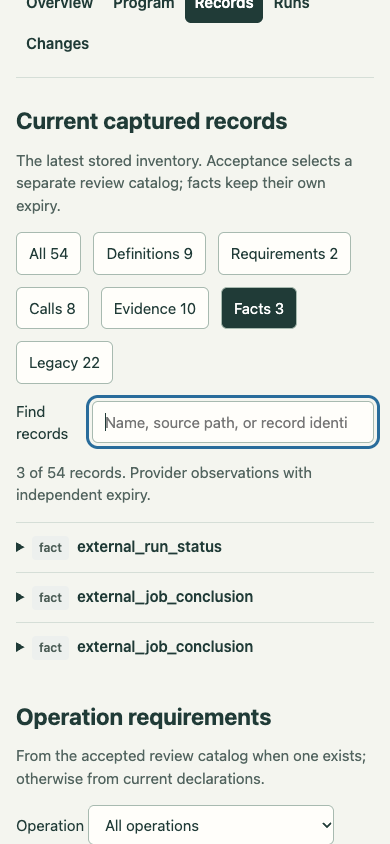 Overview Program Records Runs
Changes
Current captured records
The latest stored inventory. Acceptance selects a
separate review catalog; facts keep their own
expiry.
All 54 Definitions 9 Requirements 2
Calls 8 Evidence 10 Facts 3
Legacy 22
Find
records
Name, source path, or record identi
3 of 54 records. Provider observations with
independent expiry.
fact external_run_status
fact external_job_conclusion
fact external_job_conclusion
Operation requirements
From the accepted review catalog when one exists;
otherwise from current declarations.
Operation All operations